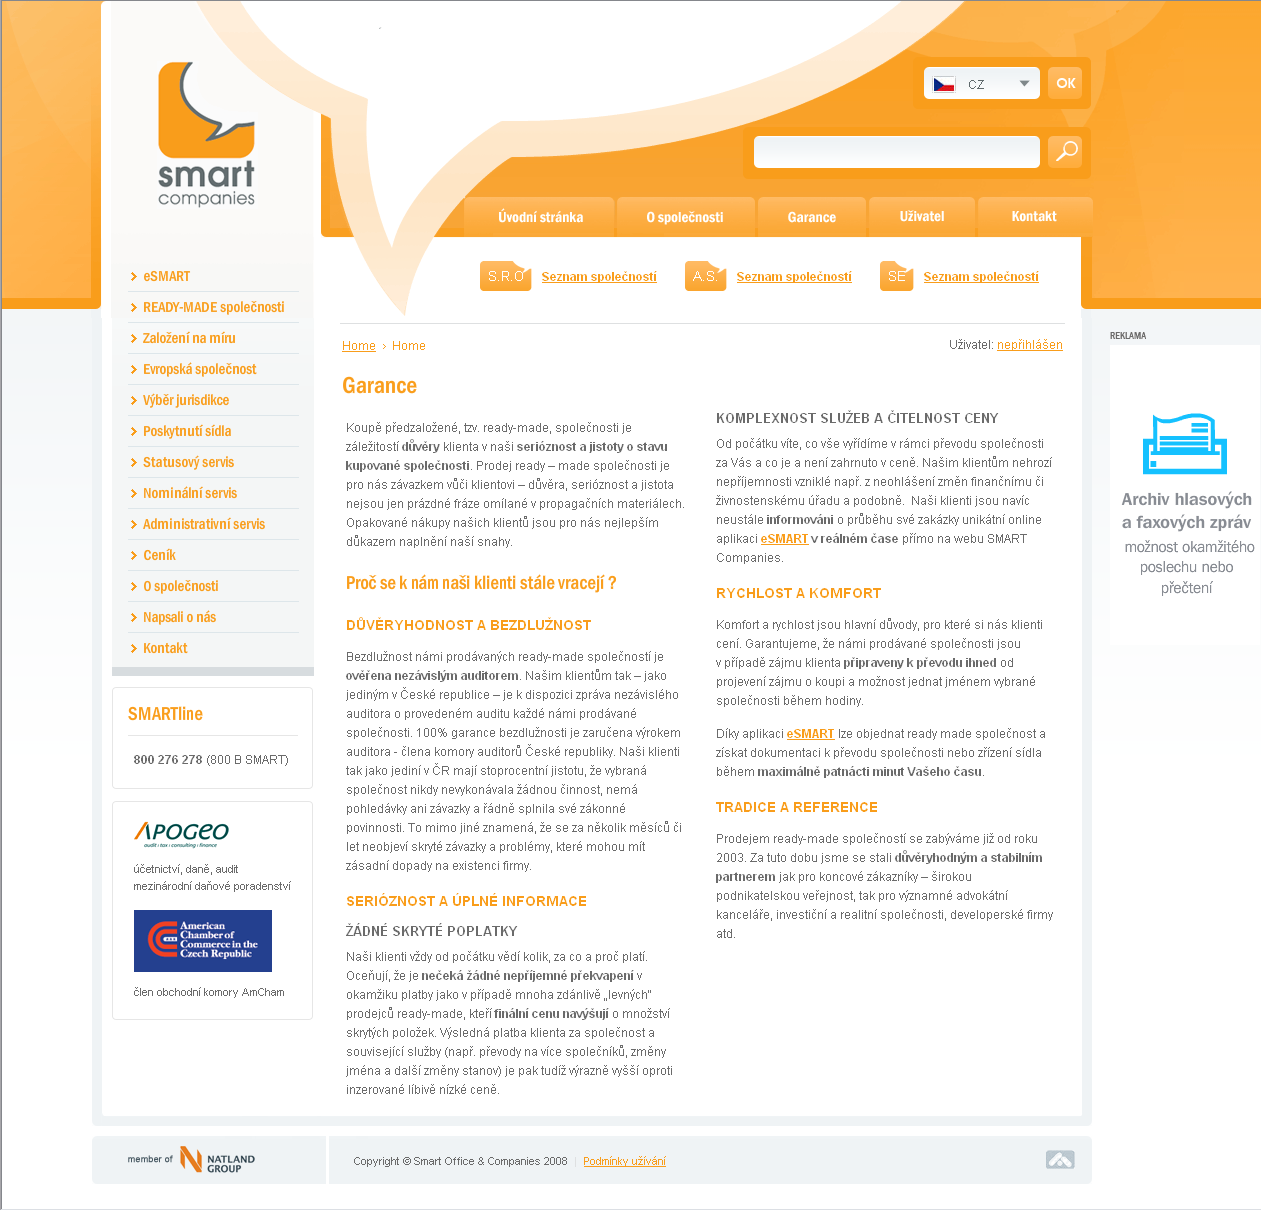 smart
companies
CZ
OK
Úvodní stránka
O společnosti
Garance
Uživatel
Kontakt
S.R.O
Seznam společností
A.S.
Seznam společností
SE
Seznam společností
eSMART
READY-MADE společnosti
Založení na míru
Evropská společnost
Výběr jurisdikce
Poskytnutí sídla
Statusový servis
Nominální servis
Administrativní servis
Ceník
O společnosti
Napsali o nás
Kontakt
SMARTline
800 276 278 (800 B SMART)
APOGEO
audit : tax : consulting : finance
účetnictví, daně, audit
mezinárodní daňové poradenství
American
Chamber of
Commerce in the
Czech Republic
člen obchodní komory AmCham
Home › Home
Uživatel: nepřihlášen
Garance
Koupě předzaložené, tzv. ready-made, společnosti je
záležitostí důvěry klienta v naši serióznost a jistoty o stavu
kupované společnosti. Prodej ready – made společnosti je
pro nás závazkem vůči klientovi – důvěra, serióznost a jistota
nejsou jen prázdné fráze omílané v propagačních materiálech.
Opakované nákupy našich klientů jsou pro nás nejlepším
důkazem naplnění naší snahy.
Proč se k nám naši klienti stále vracejí ?
DŮVĚRYHODNOST A BEZDLUŽNOST
Bezdlužnost námi prodávaných ready-made společností je
ověřena nezávislým auditorem. Našim klientům tak – jako
jediným v České republice – je k dispozici zpráva nezávislého
auditora o provedeném auditu každé námi prodávané
společnosti. 100% garance bezdlužnosti je zaručena výrokem
auditora - člena komory auditorů České republiky. Naši klienti
tak jako jediní v ČR mají stoprocentní jistotu, že vybraná
společnost nikdy nevykonávala žádnou činnost, nemá
pohledávky ani závazky a řádně splnila své zákonné
povinnosti. To mimo jiné znamená, že se za několik měsíců či
let neobjeví skryté závazky a problémy, které mohou mít
zásadní dopady na existenci firmy.
SERIÓZNOST A ÚPLNÉ INFORMACE
ŽÁDNÉ SKRYTÉ POPLATKY
Naši klienti vždy od počátku vědí kolik, za co a proč platí.
Oceňují, že je nečeká žádné nepříjemné překvapení v
okamžiku platby jako v případě mnoha zdánlivě „levných"
prodejců ready-made, kteří finální cenu navýšují o množství
skrytých položek. Výsledná platba klienta za společnost a
související služby (např. převody na více společníků, změny
jména a další změny stanov) je pak tudíž výrazně vyšší oproti
inzerované líbivě nízké ceně.
KOMPLEXNOST SLUŽEB A ČITELNOST CENY
Od počátku víte, co vše vyřídíme v rámci převodu společnosti
za Vás a co je a není zahrnuto v ceně. Našim klientům nehrozí
nepříjemnosti vzniklé např. z neohlášení změn finančnímu či
živnostenskému úřadu a podobně. Naši klienti jsou navíc
neustále informováni o průběhu své zakázky unikátní online
aplikaci eSMART v reálném čase přímo na webu SMART
Companies.
RYCHLOST A KOMFORT
Komfort a rychlost jsou hlavní důvody, pro které si nás klienti
cení. Garantujeme, že námi prodávané společnosti jsou
v případě zájmu klienta připraveny k převodu ihned od
projevení zájmu o koupi a možnost jednat jménem vybrané
společnosti během hodiny.
Díky aplikaci eSMART lze objednat ready made společnost a
získat dokumentaci k převodu společnosti nebo zřízení sídla
během maximálně patnácti minut Vašeho času.
TRADICE A REFERENCE
Prodejem ready-made společností se zabýváme již od roku
2003. Za tuto dobu jsme se stali důvěryhodným a stabilním
partnerem jak pro koncové zákazníky – širokou
podnikatelskou veřejnost, tak pro významné advokátní
kanceláře, investiční a realitní společnosti, developerské firmy
atd.
REKLAMA
Archiv hlasových
a faxových zpráv
možnost okamžitého
poslechu nebo
přečtení
member of NATLAND
GROUP
Copyright © Smart Office & Companies 2008 | Podmínky užívání